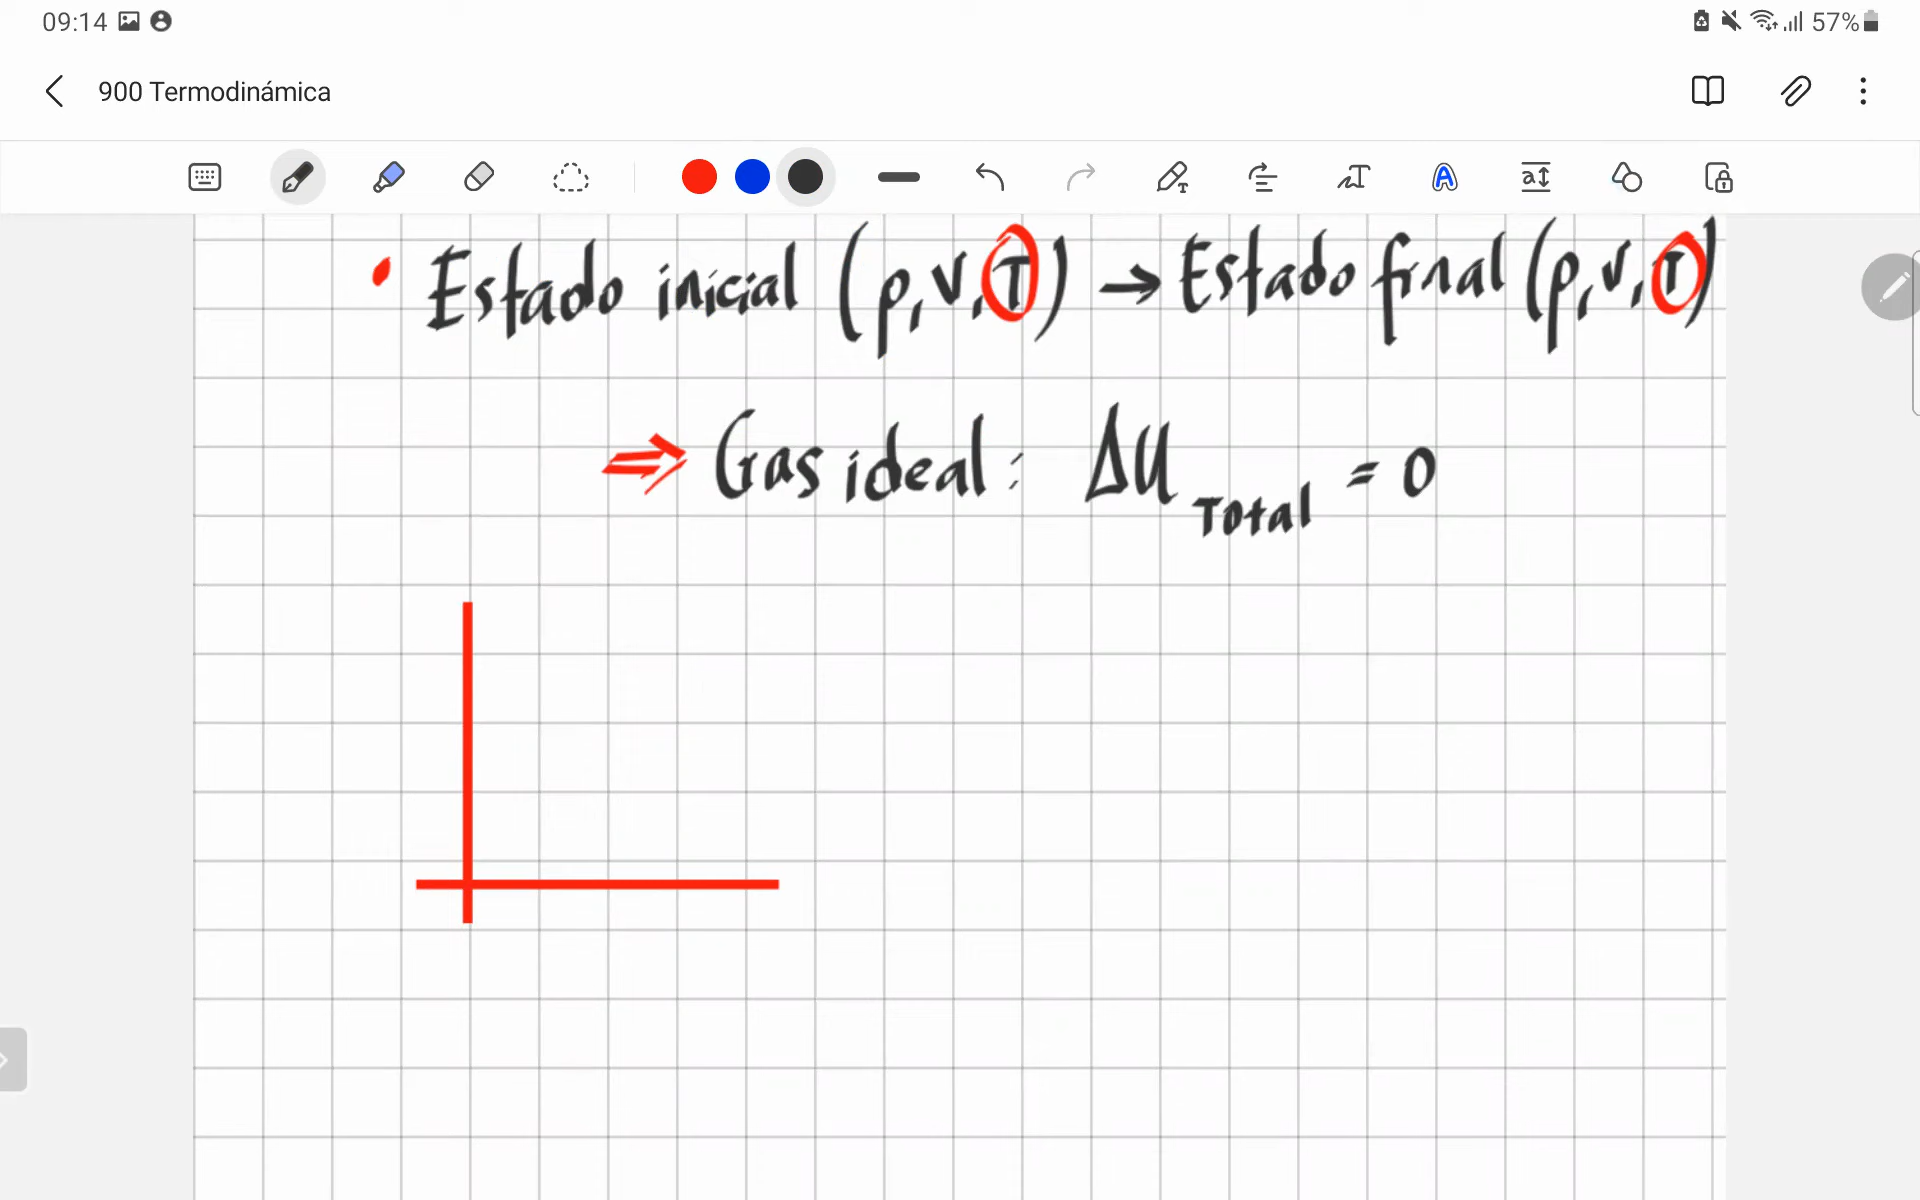 09:14 57%
900 Termodinámica
• Estado inicial (p, V, T) → Estado final (p, V, T)
⇒ Gas ideal: ΔU Total = 0